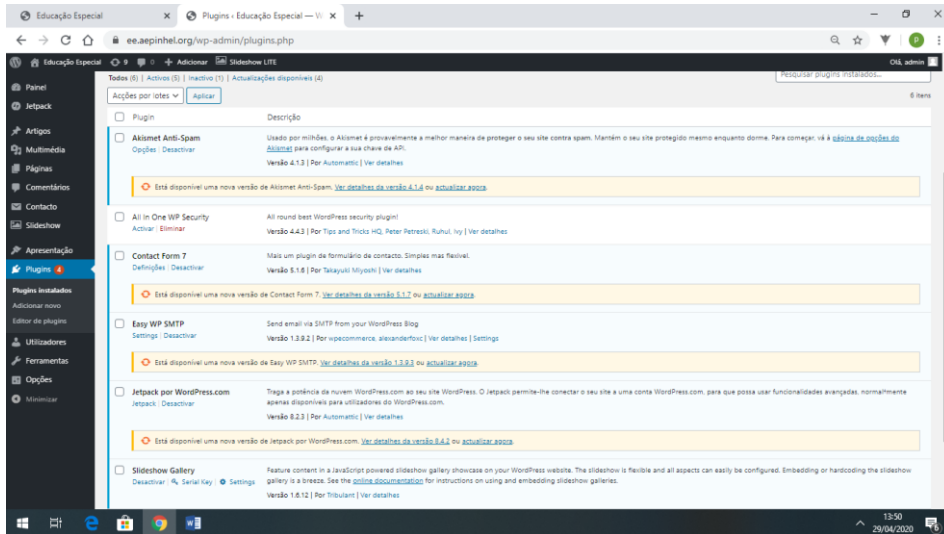 Educação Especial
Plugins ‹ Educação Especial — W
ee.aepinhel.org/wp-admin/plugins.php
P
Educação Especial 9 0 Adicionar Slideshow LITE
Olá, admin
Painel
Jetpack
Artigos
Multimédia
Páginas
Comentários
Contacto
Slideshow
Apresentação
Plugins 4
Plugins instalados
Adicionar novo
Editor de plugins
Utilizadores
Ferramentas
Opções
Minimizar
Todos (6) | Activos (5) | Inactivo (1) | Actualizações disponíveis (4)
Pesquisar plugins instalados...
Acções por lotes Aplicar
6 itens
Plugin Descrição
Akismet Anti-Spam
Opções | Desactivar
Usado por milhões, o Akismet é provavelmente a melhor maneira de proteger o seu site contra spam. Mantém o seu site protegido mesmo enquanto dorme. Para começar, vá à página de opções do
Akismet para configurar a sua chave de API.
Versão 4.1.3 | Por Automattic | Ver detalhes
Está disponível uma nova versão de Akismet Anti-Spam. Ver detalhes da versão 4.1.4 ou actualizar agora.
All In One WP Security
Activar | Eliminar
All round best WordPress security plugin!
Versão 4.4.3 | Por Tips and Tricks HQ, Peter Petreski, Ruhul, Ivy | Ver detalhes
Contact Form 7
Definições | Desactivar
Mais um plugin de formulário de contacto. Simples mas flexível.
Versão 5.1.6 | Por Takayuki Miyoshi | Ver detalhes
Está disponível uma nova versão de Contact Form 7. Ver detalhes da versão 5.1.7 ou actualizar agora.
Easy WP SMTP
Settings | Desactivar
Send email via SMTP from your WordPress Blog
Versão 1.3.9.2 | Por wpecommerce, alexanderfoxc | Ver detalhes | Settings
Está disponível uma nova versão de Easy WP SMTP. Ver detalhes da versão 1.3.9.3 ou actualizar agora.
Jetpack por WordPress.com
Jetpack | Desactivar
Traga a potência da nuvem WordPress.com ao seu site WordPress. O Jetpack permite-lhe conectar o seu site a uma conta WordPress.com, para que possa usar funcionalidades avançadas, normalmente
apenas disponíveis para utilizadores do WordPress.com.
Versão 8.2.3 | Por Automattic | Ver detalhes
Está disponível uma nova versão de Jetpack por WordPress.com. Ver detalhes da versão 8.4.2 ou actualizar agora.
Slideshow Gallery
Desactivar | Serial Key | Settings
Feature content in a JavaScript powered slideshow gallery showcase on your WordPress website. The slideshow is flexible and all aspects can easily be configured. Embedding or hardcoding the slideshow
gallery is a breeze. See the online documentation for instructions on using and embedding slideshow galleries.
Versão 1.6.12 | Por Tribulant | Ver detalhes
13:50
29/04/2020
6